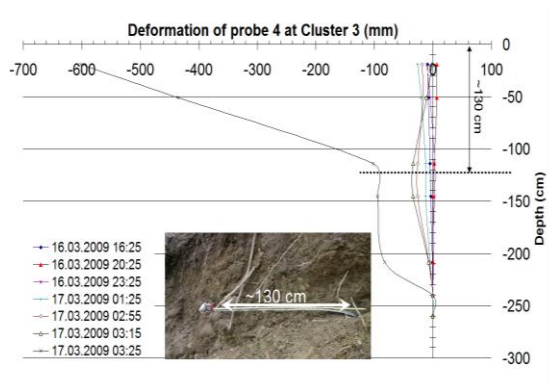 Deformation of probe 4 at Cluster 3 (mm)
-700 -600 -500 -400 -300 -200 -100 0 100
0
-50
-100
-150
-200
-250
-300
Depth (cm)
~130 cm
16.03.2009 16:25
16.03.2009 20:25
16.03.2009 23:25
17.03.2009 01:25
17.03.2009 02:55
17.03.2009 03:15
17.03.2009 03:25
~130 cm